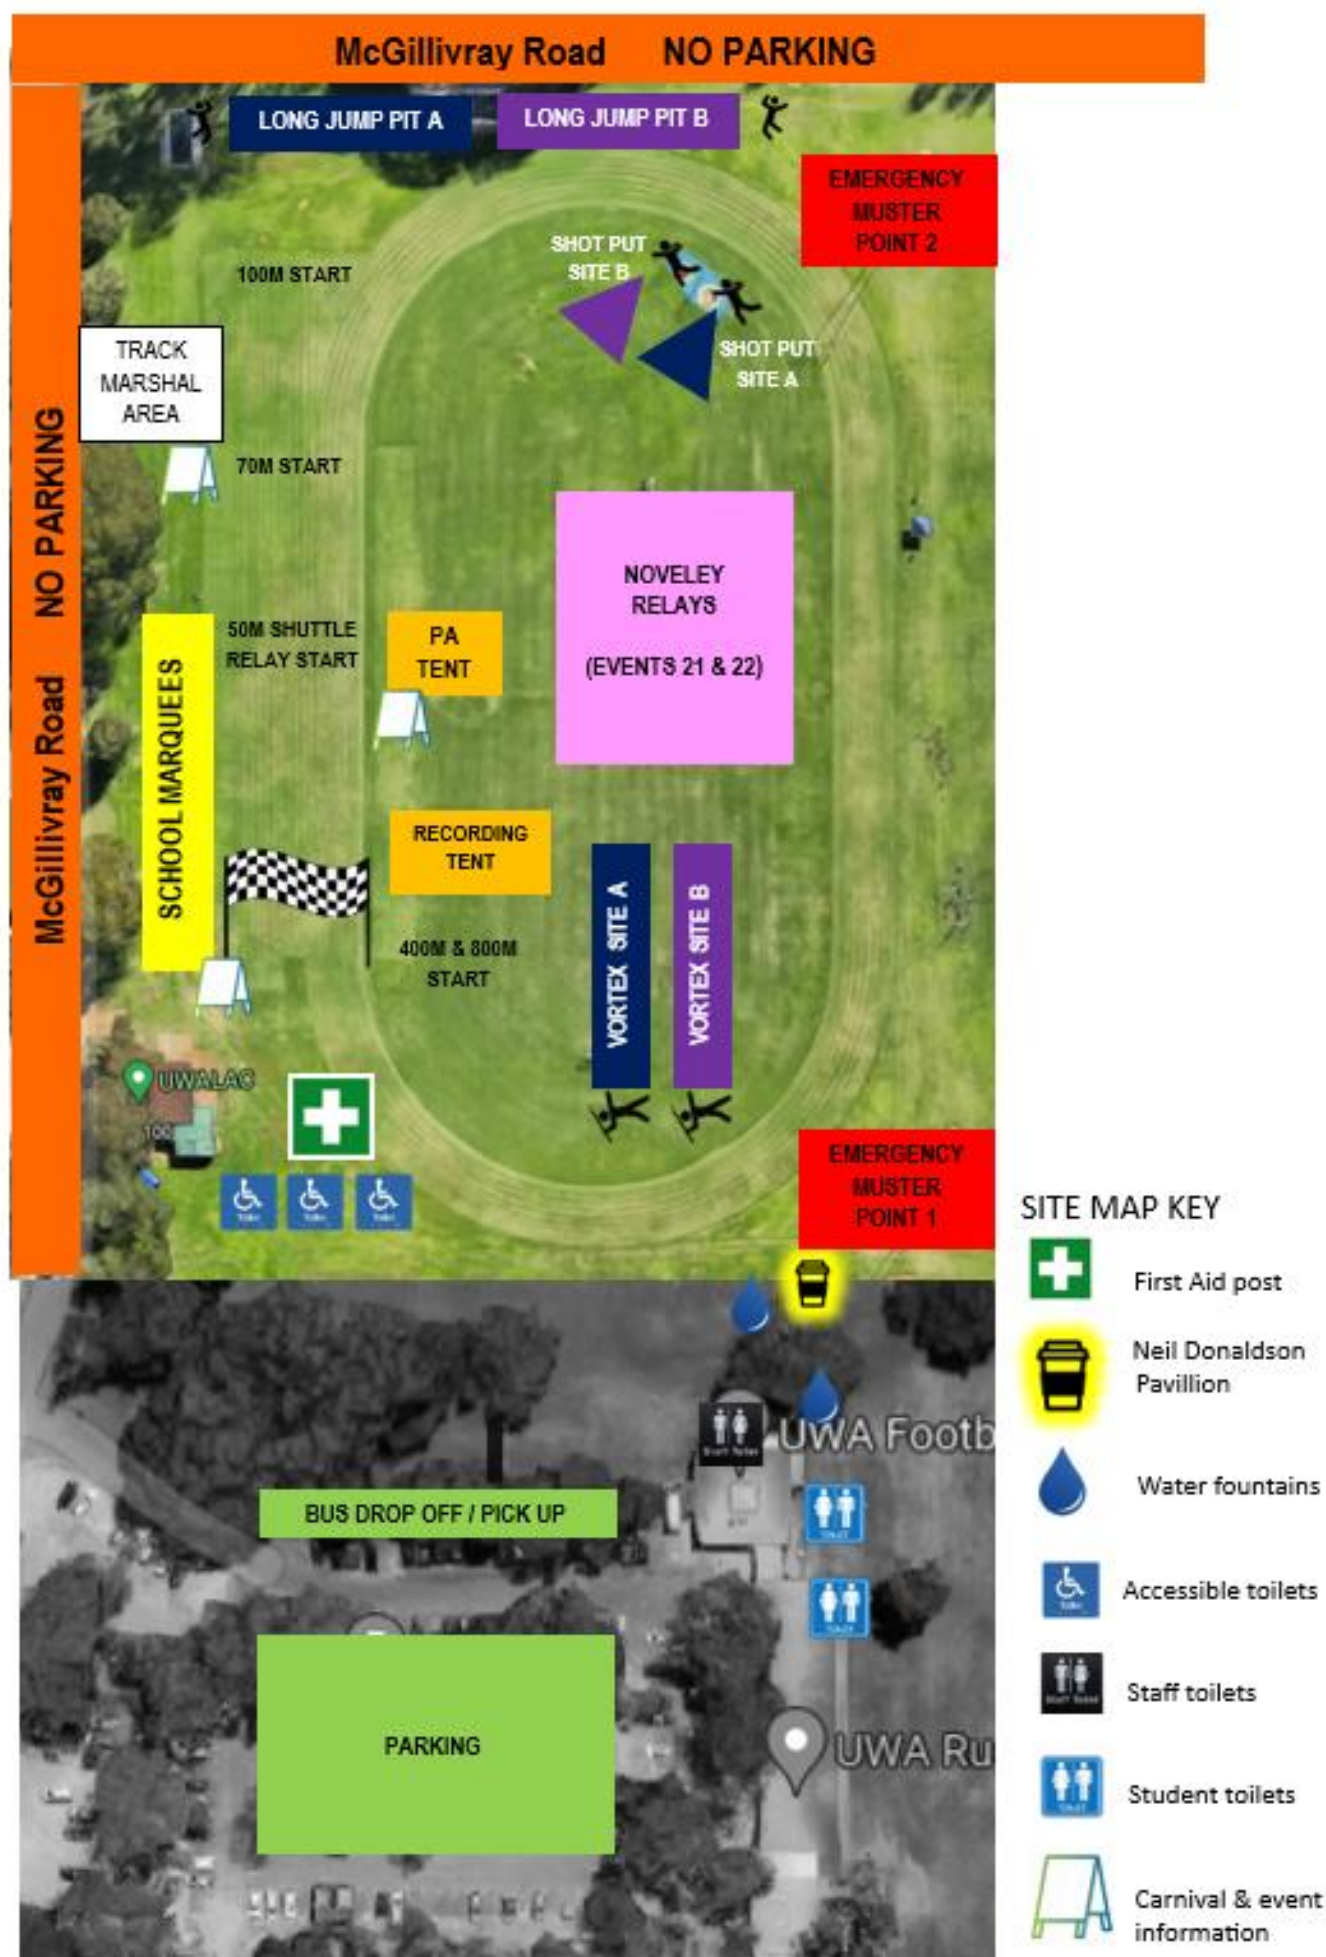 McGillivray Road NO PARKING
McGillivray Road NO PARKING
LONG JUMP PIT A
LONG JUMP PIT B
EMERGENCY
MUSTER
POINT 2
SHOT PUT
SITE B
100M START
SHOT PUT
SITE A
TRACK
MARSHAL
AREA
70M START
NOVELEY
RELAYS
(EVENTS 21 & 22)
50M SHUTTLE
RELAY START
PA
TENT
SCHOOL MARQUEES
RECORDING
TENT
400M & 800M
START
VORTEX SITE A
VORTEX SITE B
UWALAC
EMERGENCY
MUSTER
POINT 1
SITE MAP KEY
First Aid post
Neil Donaldson
Pavillion
UWA Footb
Water fountains
BUS DROP OFF / PICK UP
Accessible toilets
Staff toilets
PARKING
UWA Ru
Student toilets
Carnival & event
information